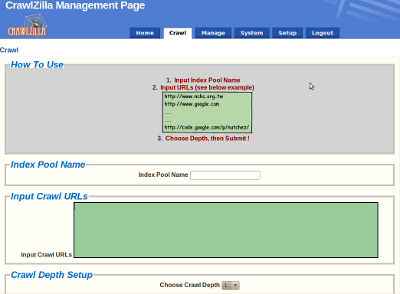 CrawlZilla Management Page
CRAWLZILLA
Home Crawl Manage System Setup Logout
Crawl
How To Use
1. Input Index Pool Name
2. Input URLs (see below example)
http://www.nchc.org.tw
http://www.google.com
....
....
http://code.google.com/p/nutchez/
3. Choose Depth, then Submit !
Index Pool Name
Index Pool Name
Input Crawl URLs
Input Crawl URLs
Crawl Depth Setup
Choose Crawl Depth 1